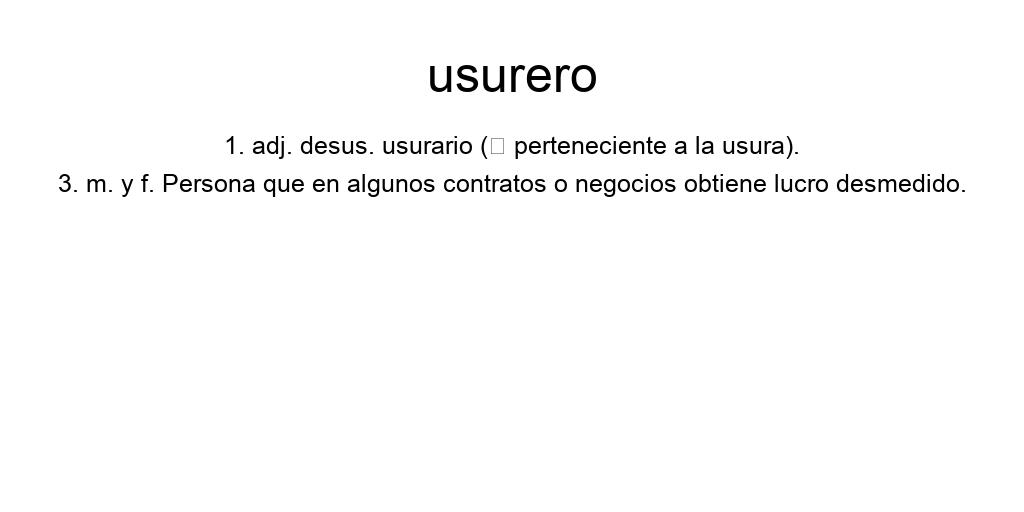 usurero
1. adj. desus. usurario (□ perteneciente a la usura).
3. m. y f. Persona que en algunos contratos o negocios obtiene lucro desmedido.